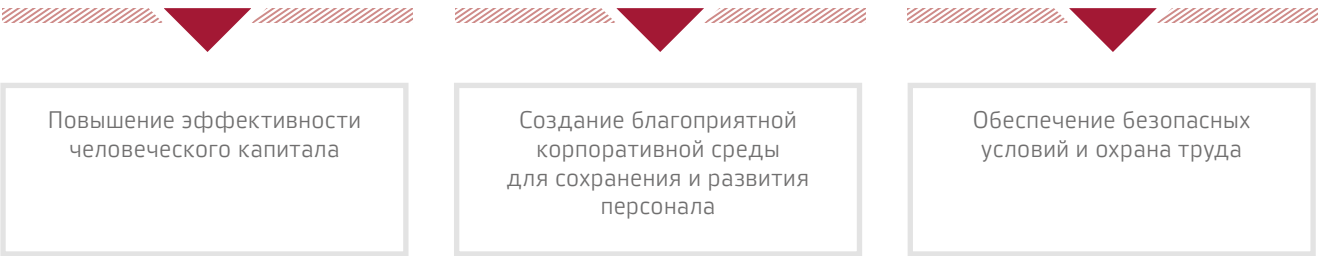 Повышение эффективности
человеческого капитала
Создание благоприятной
корпоративной среды
для сохранения и развития
персонала
Обеспечение безопасных
условий и охрана труда